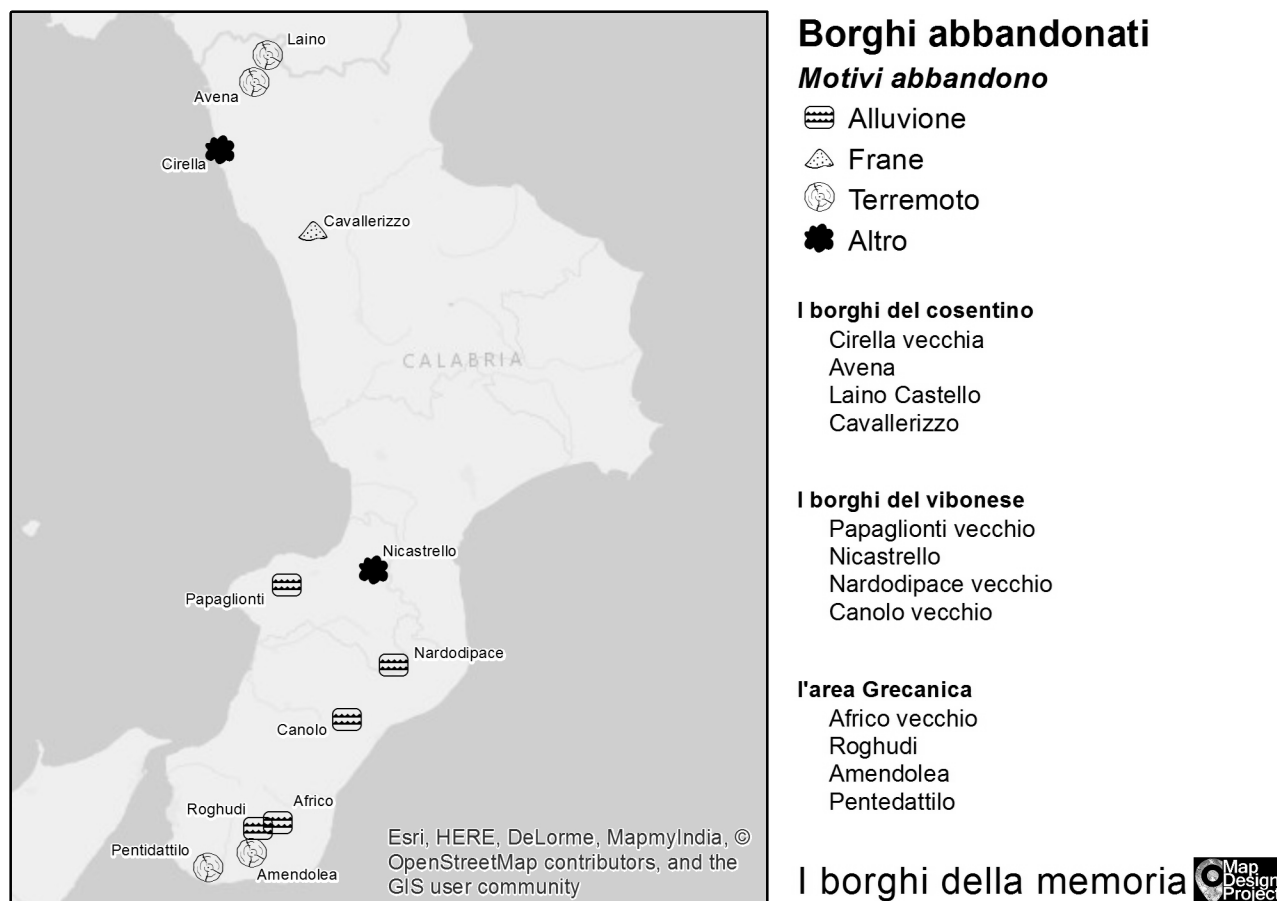 Laino
Avena
Cirella
Cavallerizzo
CALABRIA
Nicastrello
Papaglionti
Nardodipace
Canolo
Roghudi
Africo
Pentidattilo
Amendolea
Esri, HERE, DeLorme, MapmyIndia, ©
OpenStreetMap contributors, and the
GIS user community
Borghi abbandonati
Motivi abbandono
Alluvione
Frane
Terremoto
Altro
I borghi del cosentino
Cirella vecchia
Avena
Laino Castello
Cavallerizzo
I borghi del vibonese
Papaglionti vecchio
Nicastrello
Nardodipace vecchio
Canolo vecchio
l'area Grecanica
Africo vecchio
Roghudi
Amendolea
Pentedattilo
I borghi della memoria
Map
Design
Project